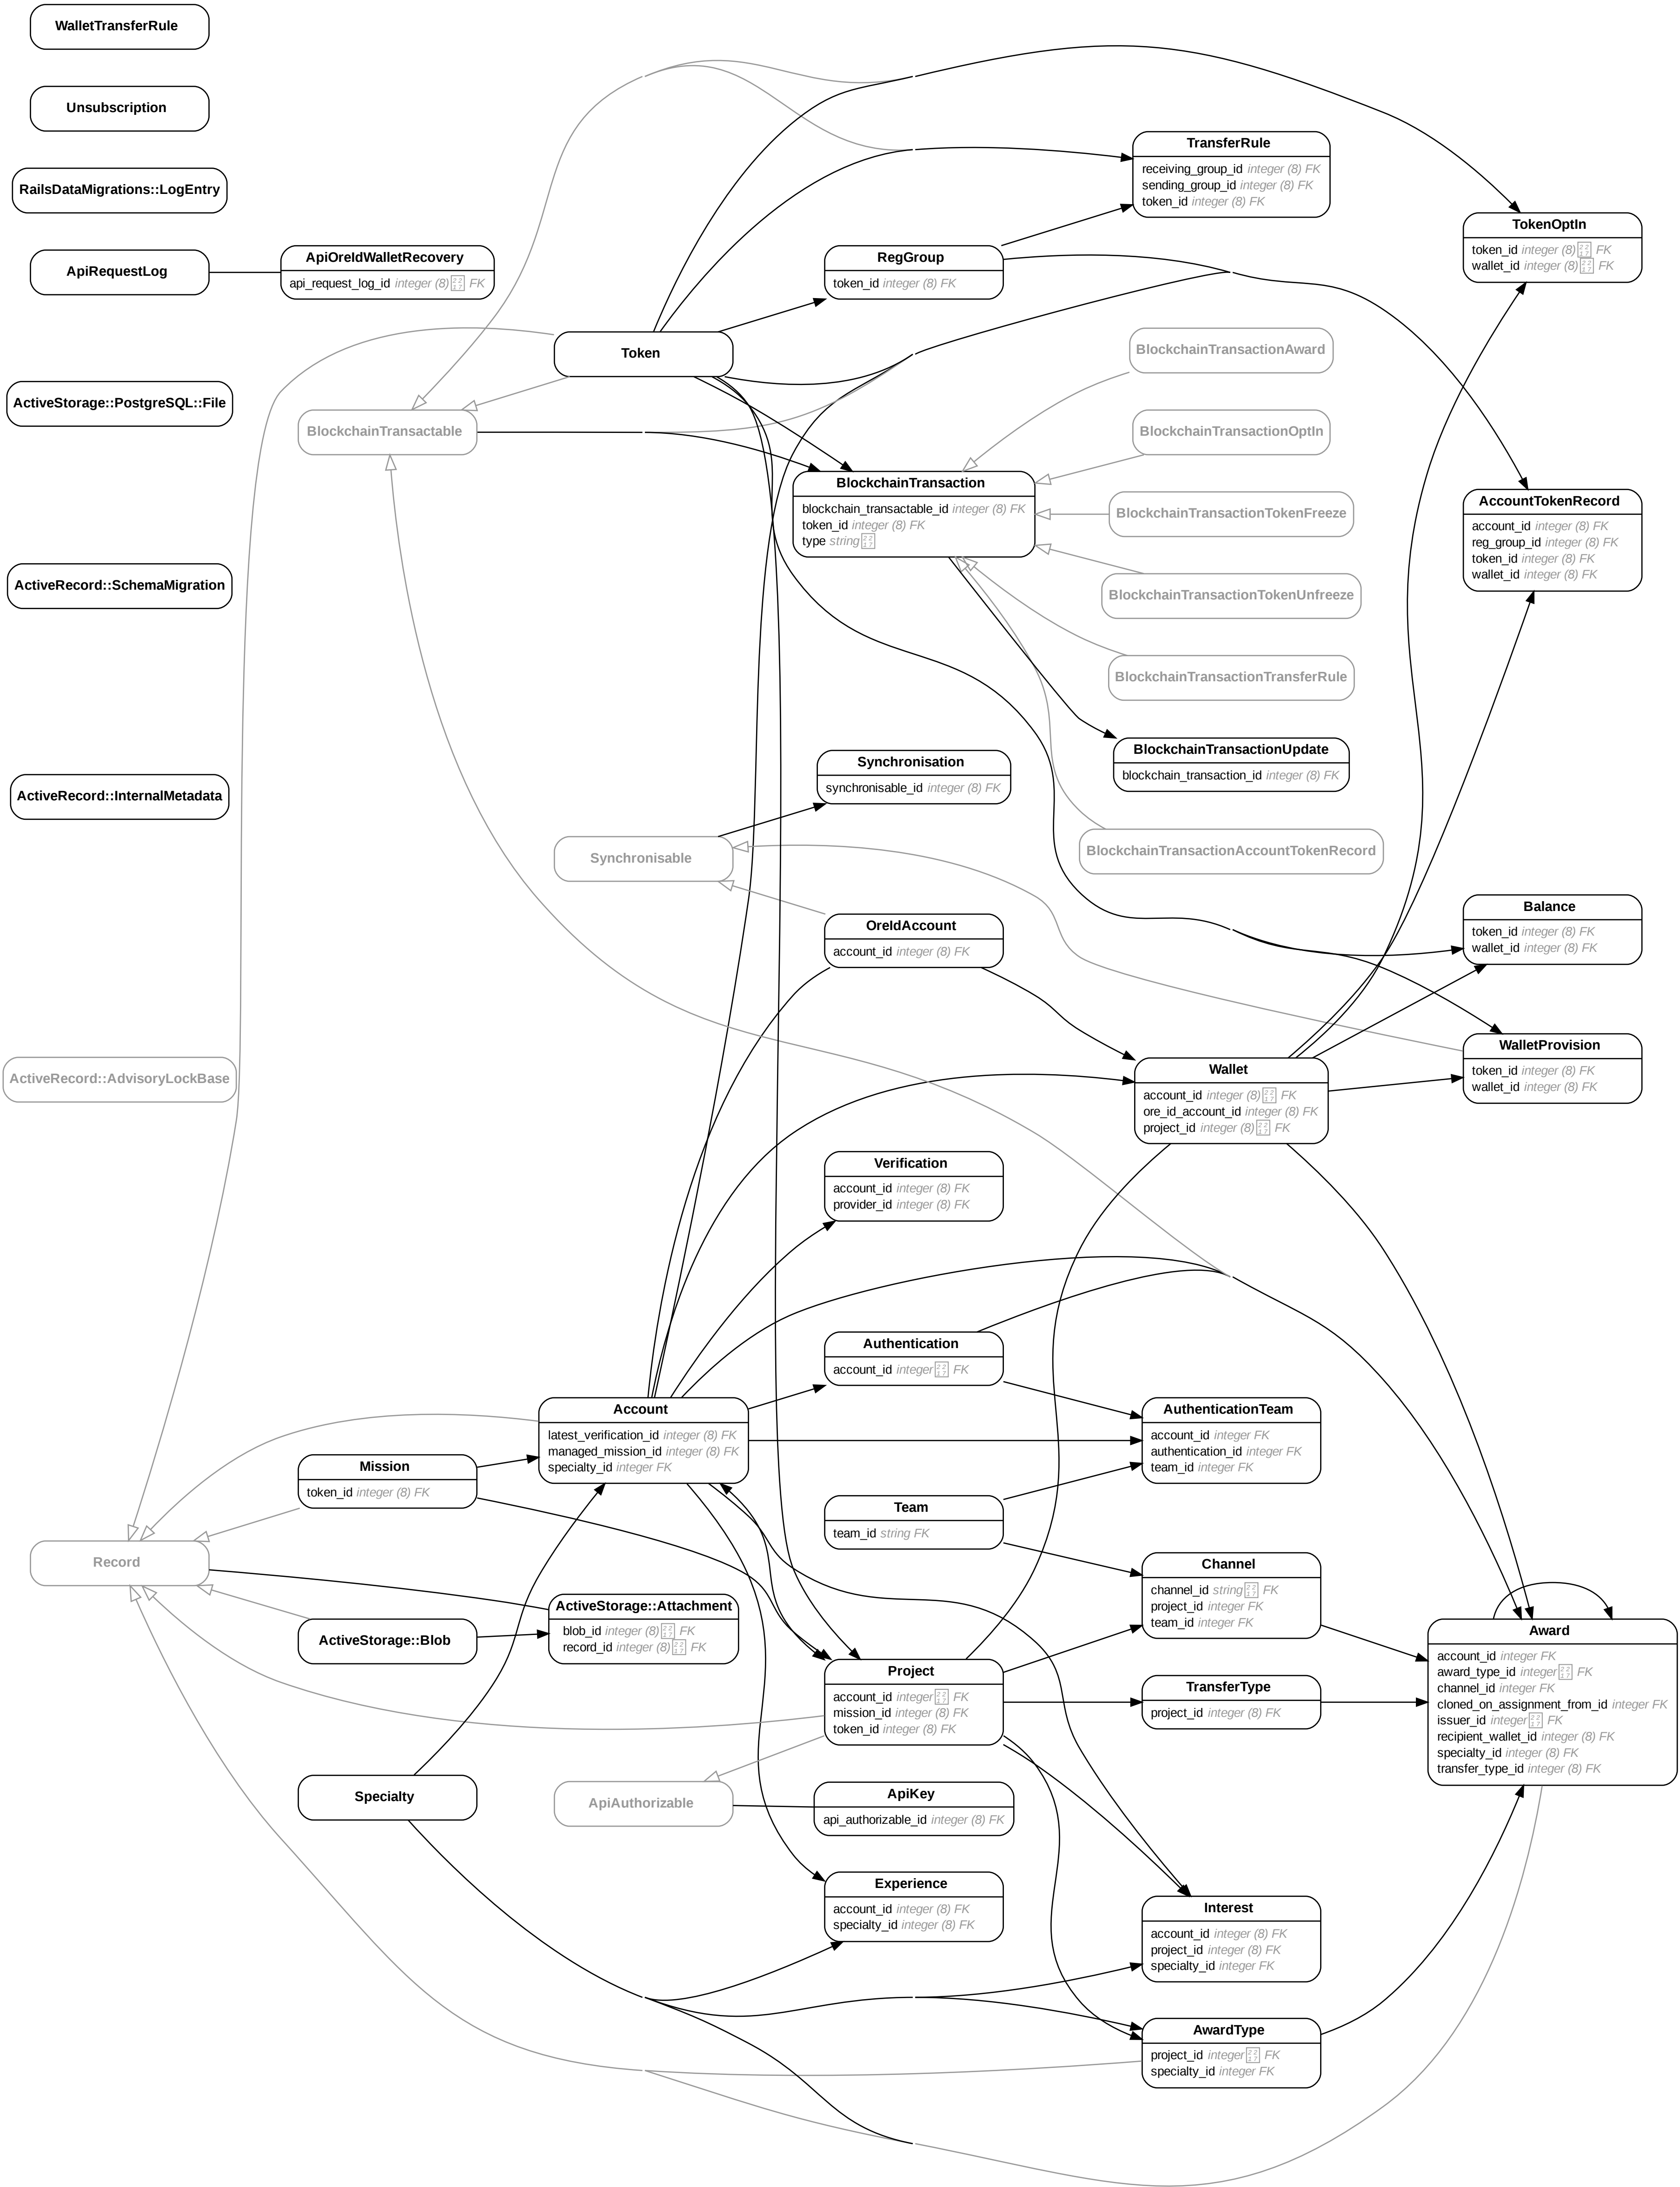 WalletTransferRule
Unsubscription
RailsDataMigrations::LogEntry
ApiRequestLog
ApiOreIdWalletRecovery
api_request_log_id integer (8) FK
ActiveStorage::PostgreSQL::File
ActiveRecord::SchemaMigration
ActiveRecord::InternalMetadata
ActiveRecord::AdvisoryLockBase
TransferRule
receiving_group_id integer (8) FK
sending_group_id integer (8) FK
token_id integer (8) FK
TokenOptIn
token_id integer (8) FK
wallet_id integer (8) FK
RegGroup
token_id integer (8) FK
Token
BlockchainTransactable
BlockchainTransactionAward
BlockchainTransactionOptIn
BlockchainTransaction
blockchain_transactable_id integer (8) FK
token_id integer (8) FK
type string
BlockchainTransactionTokenFreeze
BlockchainTransactionTokenUnfreeze
BlockchainTransactionTransferRule
BlockchainTransactionUpdate
blockchain_transaction_id integer (8) FK
BlockchainTransactionAccountTokenRecord
AccountTokenRecord
account_id integer (8) FK
reg_group_id integer (8) FK
token_id integer (8) FK
wallet_id integer (8) FK
Synchronisation
synchronisable_id integer (8) FK
Synchronisable
OreIdAccount
account_id integer (8) FK
Balance
token_id integer (8) FK
wallet_id integer (8) FK
WalletProvision
token_id integer (8) FK
wallet_id integer (8) FK
Wallet
account_id integer (8) FK
ore_id_account_id integer (8) FK
project_id integer (8) FK
Verification
account_id integer (8) FK
provider_id integer (8) FK
Authentication
account_id integer FK
Account
latest_verification_id integer (8) FK
managed_mission_id integer (8) FK
specialty_id integer FK
AuthenticationTeam
account_id integer FK
authentication_id integer FK
team_id integer FK
Mission
token_id integer (8) FK
Team
team_id string FK
Record
Channel
channel_id string FK
project_id integer FK
team_id integer FK
ActiveStorage::Attachment
blob_id integer (8) FK
record_id integer (8) FK
ActiveStorage::Blob
Award
account_id integer FK
award_type_id integer FK
channel_id integer FK
cloned_on_assignment_from_id integer FK
issuer_id integer FK
recipient_wallet_id integer (8) FK
specialty_id integer (8) FK
transfer_type_id integer (8) FK
Project
account_id integer FK
mission_id integer (8) FK
token_id integer (8) FK
TransferType
project_id integer (8) FK
Specialty
ApiAuthorizable
ApiKey
api_authorizable_id integer (8) FK
Experience
account_id integer (8) FK
specialty_id integer (8) FK
Interest
account_id integer (8) FK
project_id integer (8) FK
specialty_id integer FK
AwardType
project_id integer FK
specialty_id integer FK